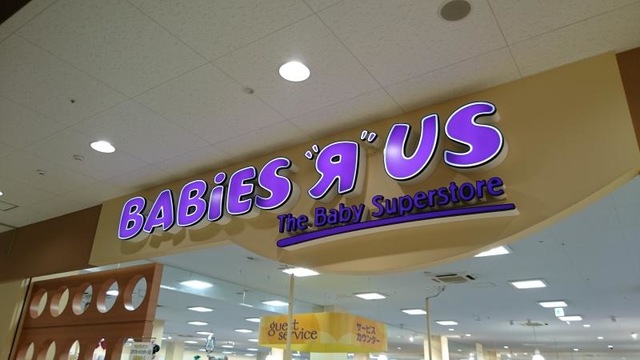 BABiES "R" US
The Baby Superstore
guest service
サービス
カウンター